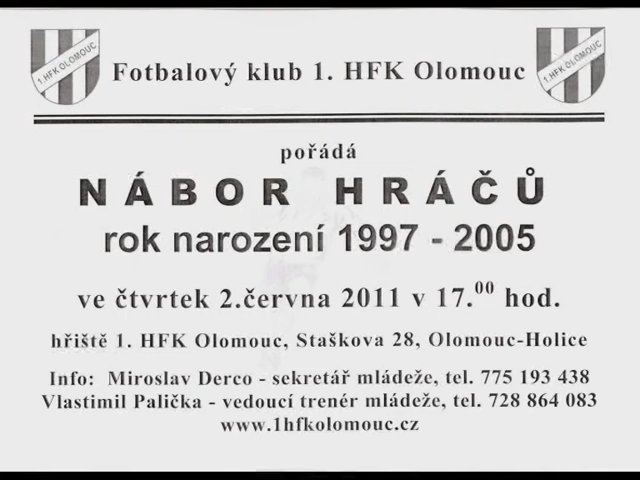 1.HFK OLOMOUC
Fotbalový klub 1. HFK Olomouc
1.HFK OLOMOUC
pořádá
NÁBOR HRÁČŮ
rok narození 1997 - 2005
ve čtvrtek 2.června 2011 v 17.00 hod.
hřiště 1. HFK Olomouc, Staškova 28, Olomouc-Holice
Info: Miroslav Derco - sekretář mládeže, tel. 775 193 438
Vlastimil Palička - vedoucí trenér mládeže, tel. 728 864 083
www.1hfkolomouc.cz